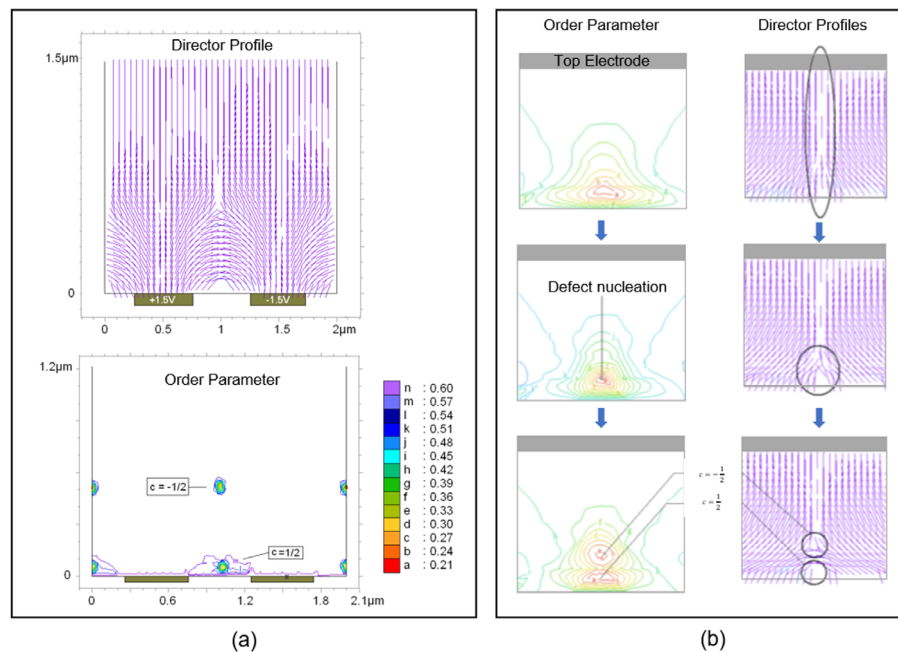 Director Profile
1.5µm
0
+1.5V
-1.5V
0
0.5
1
1.5
2µm
1.2µm
Order Parameter
c = -1/2
c=1/2
0
0
0.6
1.2
1.8
2.1µm
n : 0.60
m : 0.57
l : 0.54
k : 0.51
j : 0.48
i : 0.45
h : 0.42
g : 0.39
f : 0.36
e : 0.33
d : 0.30
c : 0.27
b : 0.24
a : 0.21
(a)
Order Parameter
Director Profiles
Top Electrode
Defect nucleation
c = -1/2
c = 1/2
(b)